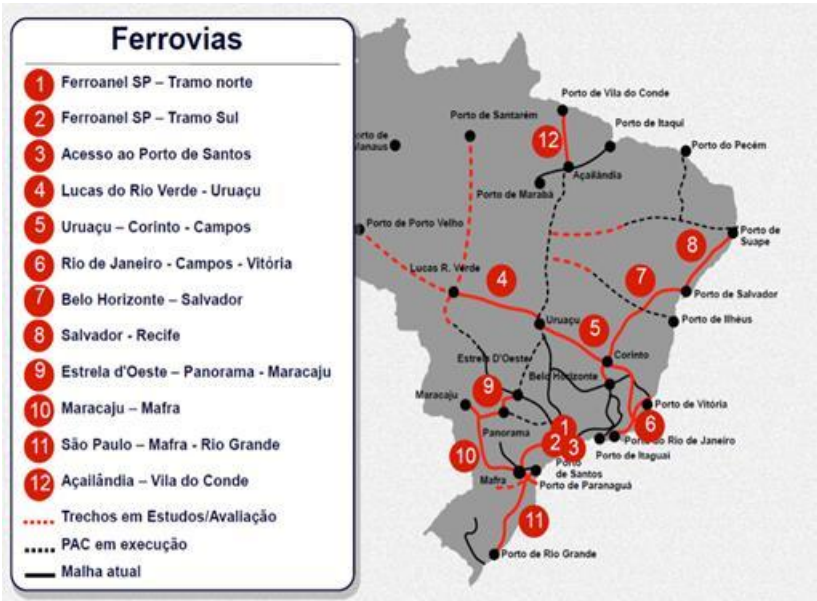 Ferrovias
1 Ferroanel SP – Tramo norte
2 Ferroanel SP – Tramo Sul
3 Acesso ao Porto de Santos
4 Lucas do Rio Verde - Uruaçu
5 Uruaçu – Corinto - Campos
6 Rio de Janeiro - Campos - Vitória
7 Belo Horizonte – Salvador
8 Salvador - Recife
9 Estrela d'Oeste – Panorama - Maracaju
10 Maracaju – Mafra
11 São Paulo – Mafra - Rio Grande
12 Açailândia – Vila do Conde
Trechos em Estudos/Avaliação
PAC em execução
Malha atual
Porto de Vila do Conde
Porto de Santarém
Porto de Itaqui
12
Porto do Pecém
Açailândia
Porto de Marabá
Porto de Porto Velho
8
Porto de
Suape
Lucas R. Verde
4
7
Porto de Salvador
Uruaçu
5
Porto de Ilhéus
Estrela D'Oeste
Corinto
Belo Horizonte
9
Maracaju
Porto de Vitória
Panorama
1
6
2
3
Porto do Rio de Janeiro
Porto de Itaguaí
10
Porto
de Santos
Mafra
Porto de Paranaguá
11
Porto de Rio Grande